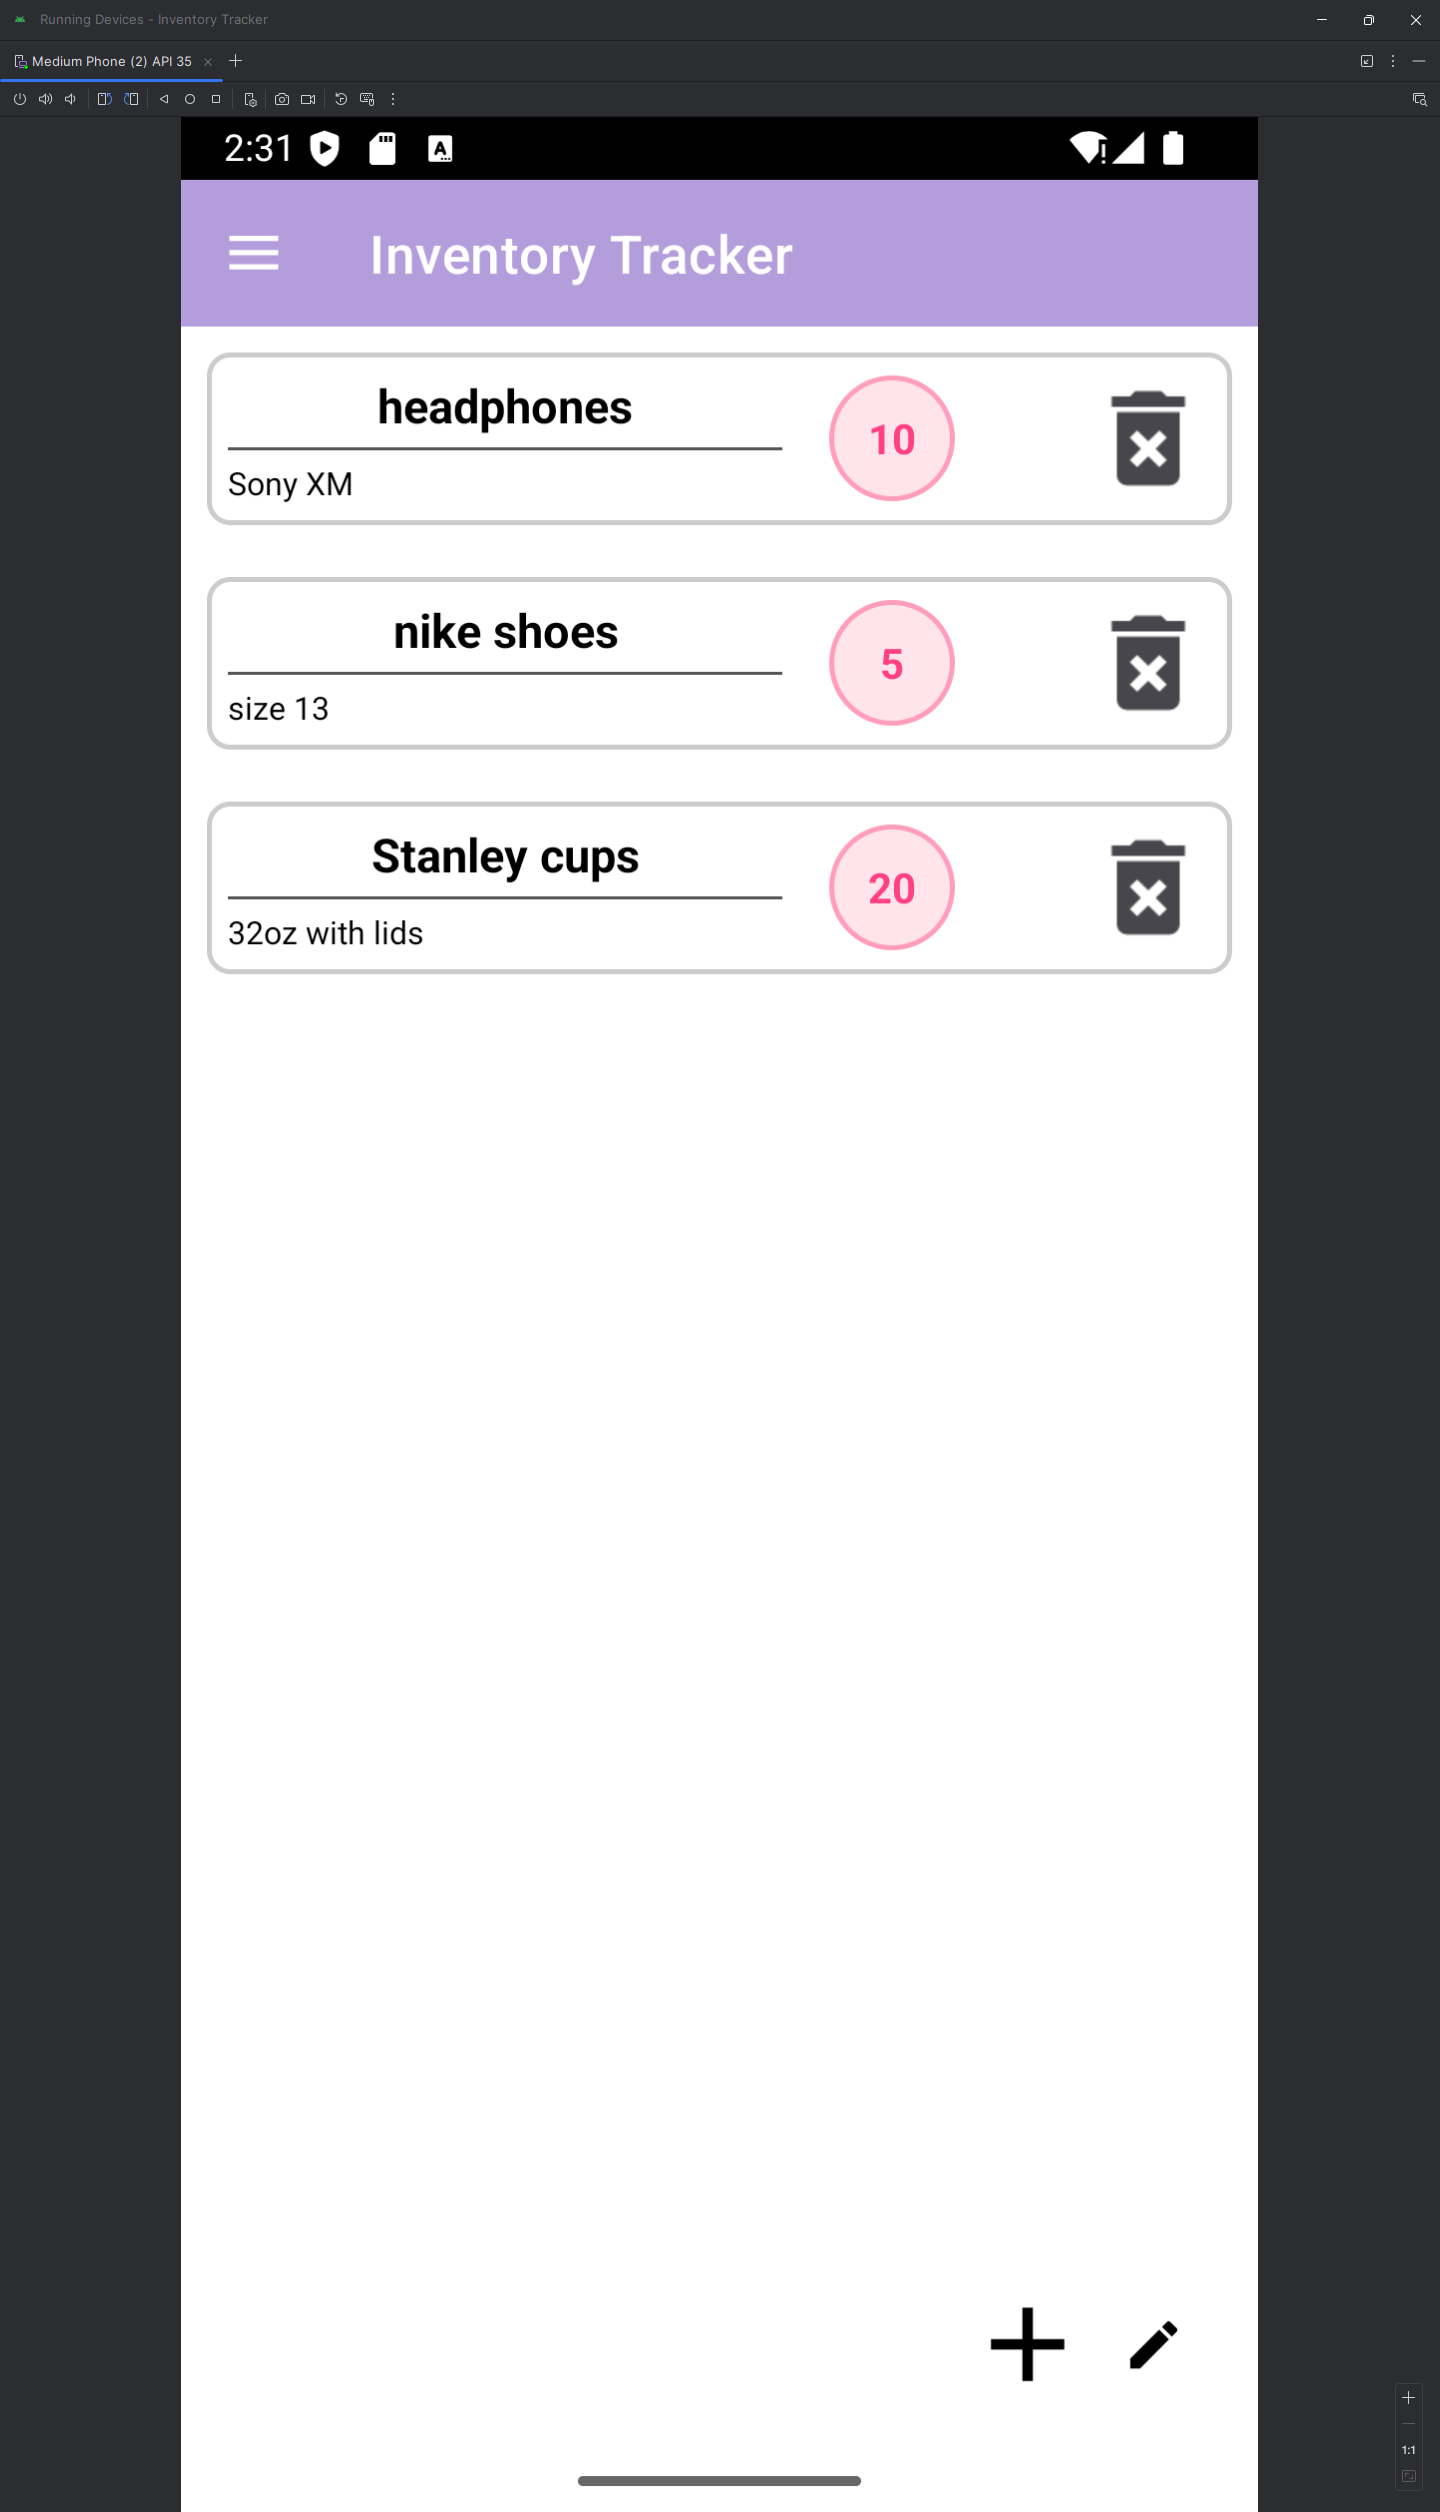 Running Devices - Inventory Tracker
Medium Phone (2) API 35
2:31
Inventory Tracker
headphones
10
Sony XM
nike shoes
5
size 13
Stanley cups
20
32oz with lids
1:1